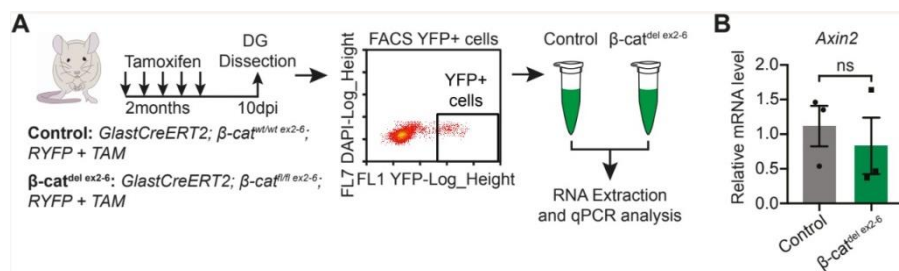 A
Tamoxifen
DG
Dissection
2months
10dpi
Control: GlastCreERT2; β-cat^wt/wt ex2-6;
RYFP + TAM
β-cat^del ex2-6: GlastCreERT2; β-cat^fl/fl ex2-6;
RYFP + TAM
FACS YFP+ cells
YFP+
cells
FL7 DAPI-Log_Height
FL1 YFP-Log_Height
Control β-cat^del ex2-6
RNA Extraction
and qPCR analysis
B
Axin2
ns
Relative mRNA level
2.0
1.5
1.0
0.5
0.0
Control
β-cat^del ex2-6